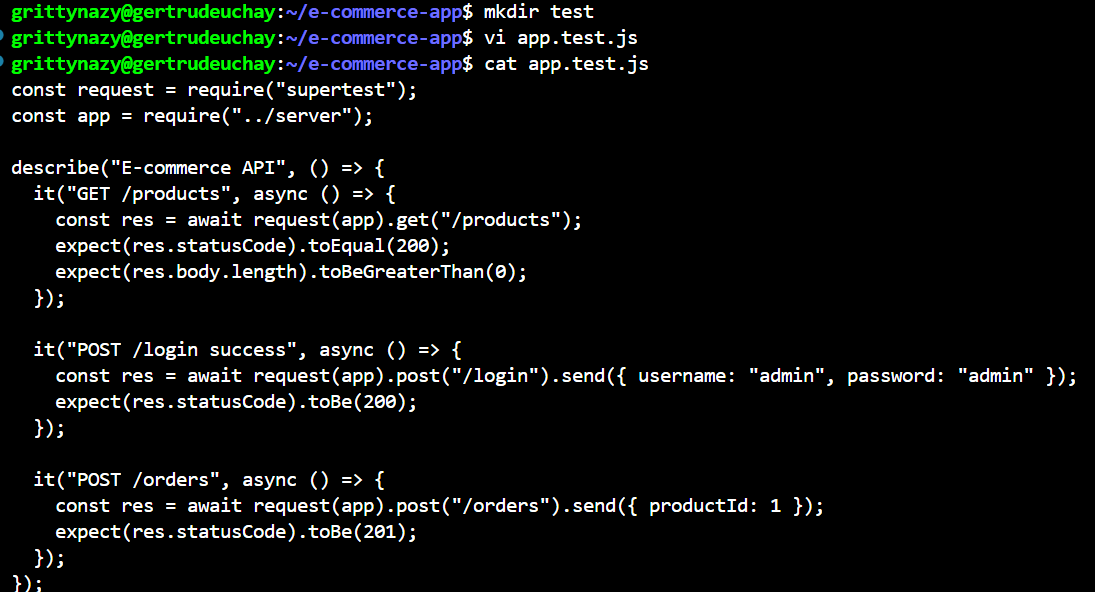 grittynazy@gertrudeuchay:~/e-commerce-app$ mkdir test
grittynazy@gertrudeuchay:~/e-commerce-app$ vi app.test.js
grittynazy@gertrudeuchay:~/e-commerce-app$ cat app.test.js
const request = require("supertest");
const app = require("../server");

describe("E-commerce API", () => {
  it("GET /products", async () => {
    const res = await request(app).get("/products");
    expect(res.statusCode).toEqual(200);
    expect(res.body.length).toBeGreaterThan(0);
  });

  it("POST /login success", async () => {
    const res = await request(app).post("/login").send({ username: "admin", password: "admin" });
    expect(res.statusCode).toBe(200);
  });

  it("POST /orders", async () => {
    const res = await request(app).post("/orders").send({ productId: 1 });
    expect(res.statusCode).toBe(201);
  });
});